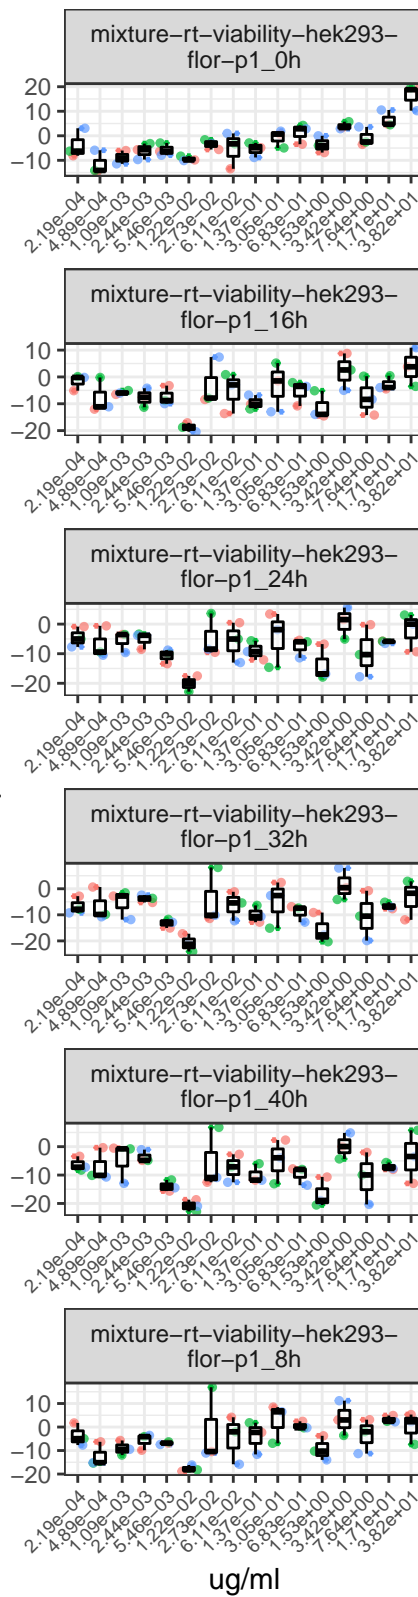 mixture−rt−viability−hek293−
flor−p1_0h
20
10
0
−10
2.19e−04
4.89e−04
1.09e−03
2.44e−03
5.46e−03
1.22e−02
2.73e−02
6.11e−02
1.37e−01
3.05e−01
6.83e−01
1.53e+00
3.42e+00
7.64e+00
1.71e+01
3.82e+01
mixture−rt−viability−hek293−
flor−p1_16h
10
0
−10
−20
2.19e−04
4.89e−04
1.09e−03
2.44e−03
5.46e−03
1.22e−02
2.73e−02
6.11e−02
1.37e−01
3.05e−01
6.83e−01
1.53e+00
3.42e+00
7.64e+00
1.71e+01
3.82e+01
mixture−rt−viability−hek293−
flor−p1_24h
0
−10
−20
2.19e−04
4.89e−04
1.09e−03
2.44e−03
5.46e−03
1.22e−02
2.73e−02
6.11e−02
1.37e−01
3.05e−01
6.83e−01
1.53e+00
3.42e+00
7.64e+00
1.71e+01
3.82e+01
mixture−rt−viability−hek293−
flor−p1_32h
0
−10
−20
2.19e−04
4.89e−04
1.09e−03
2.44e−03
5.46e−03
1.22e−02
2.73e−02
6.11e−02
1.37e−01
3.05e−01
6.83e−01
1.53e+00
3.42e+00
7.64e+00
1.71e+01
3.82e+01
mixture−rt−viability−hek293−
flor−p1_40h
0
−10
−20
2.19e−04
4.89e−04
1.09e−03
2.44e−03
5.46e−03
1.22e−02
2.73e−02
6.11e−02
1.37e−01
3.05e−01
6.83e−01
1.53e+00
3.42e+00
7.64e+00
1.71e+01
3.82e+01
mixture−rt−viability−hek293−
flor−p1_8h
10
0
−10
−20
2.19e−04
4.89e−04
1.09e−03
2.44e−03
5.46e−03
1.22e−02
2.73e−02
6.11e−02
1.37e−01
3.05e−01
6.83e−01
1.53e+00
3.42e+00
7.64e+00
1.71e+01
3.82e+01
ug/ml